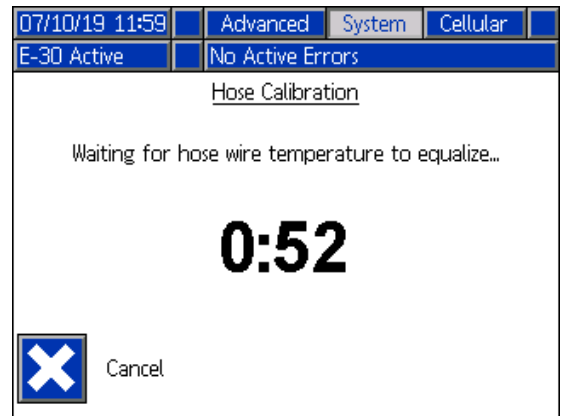 07/10/19 11:59 Advanced System Cellular
E-30 Active No Active Errors
Hose Calibration
Waiting for hose wire temperature to equalize...
0:52
Cancel